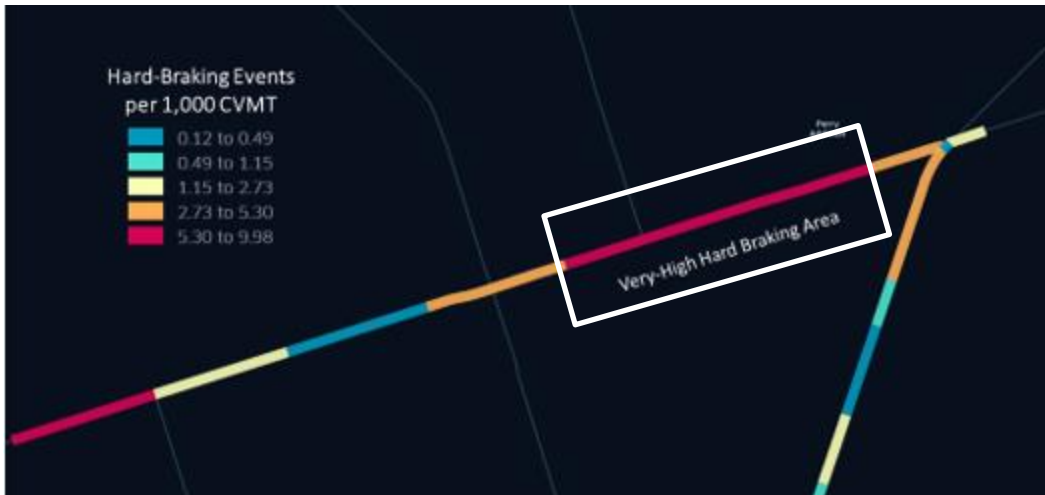 Hard-Braking Events
per 1,000 CVMT
0.12 to 0.49
0.49 to 1.15
1.15 to 2.73
2.73 to 5.30
5.30 to 9.98
Very-High Hard Braking Area